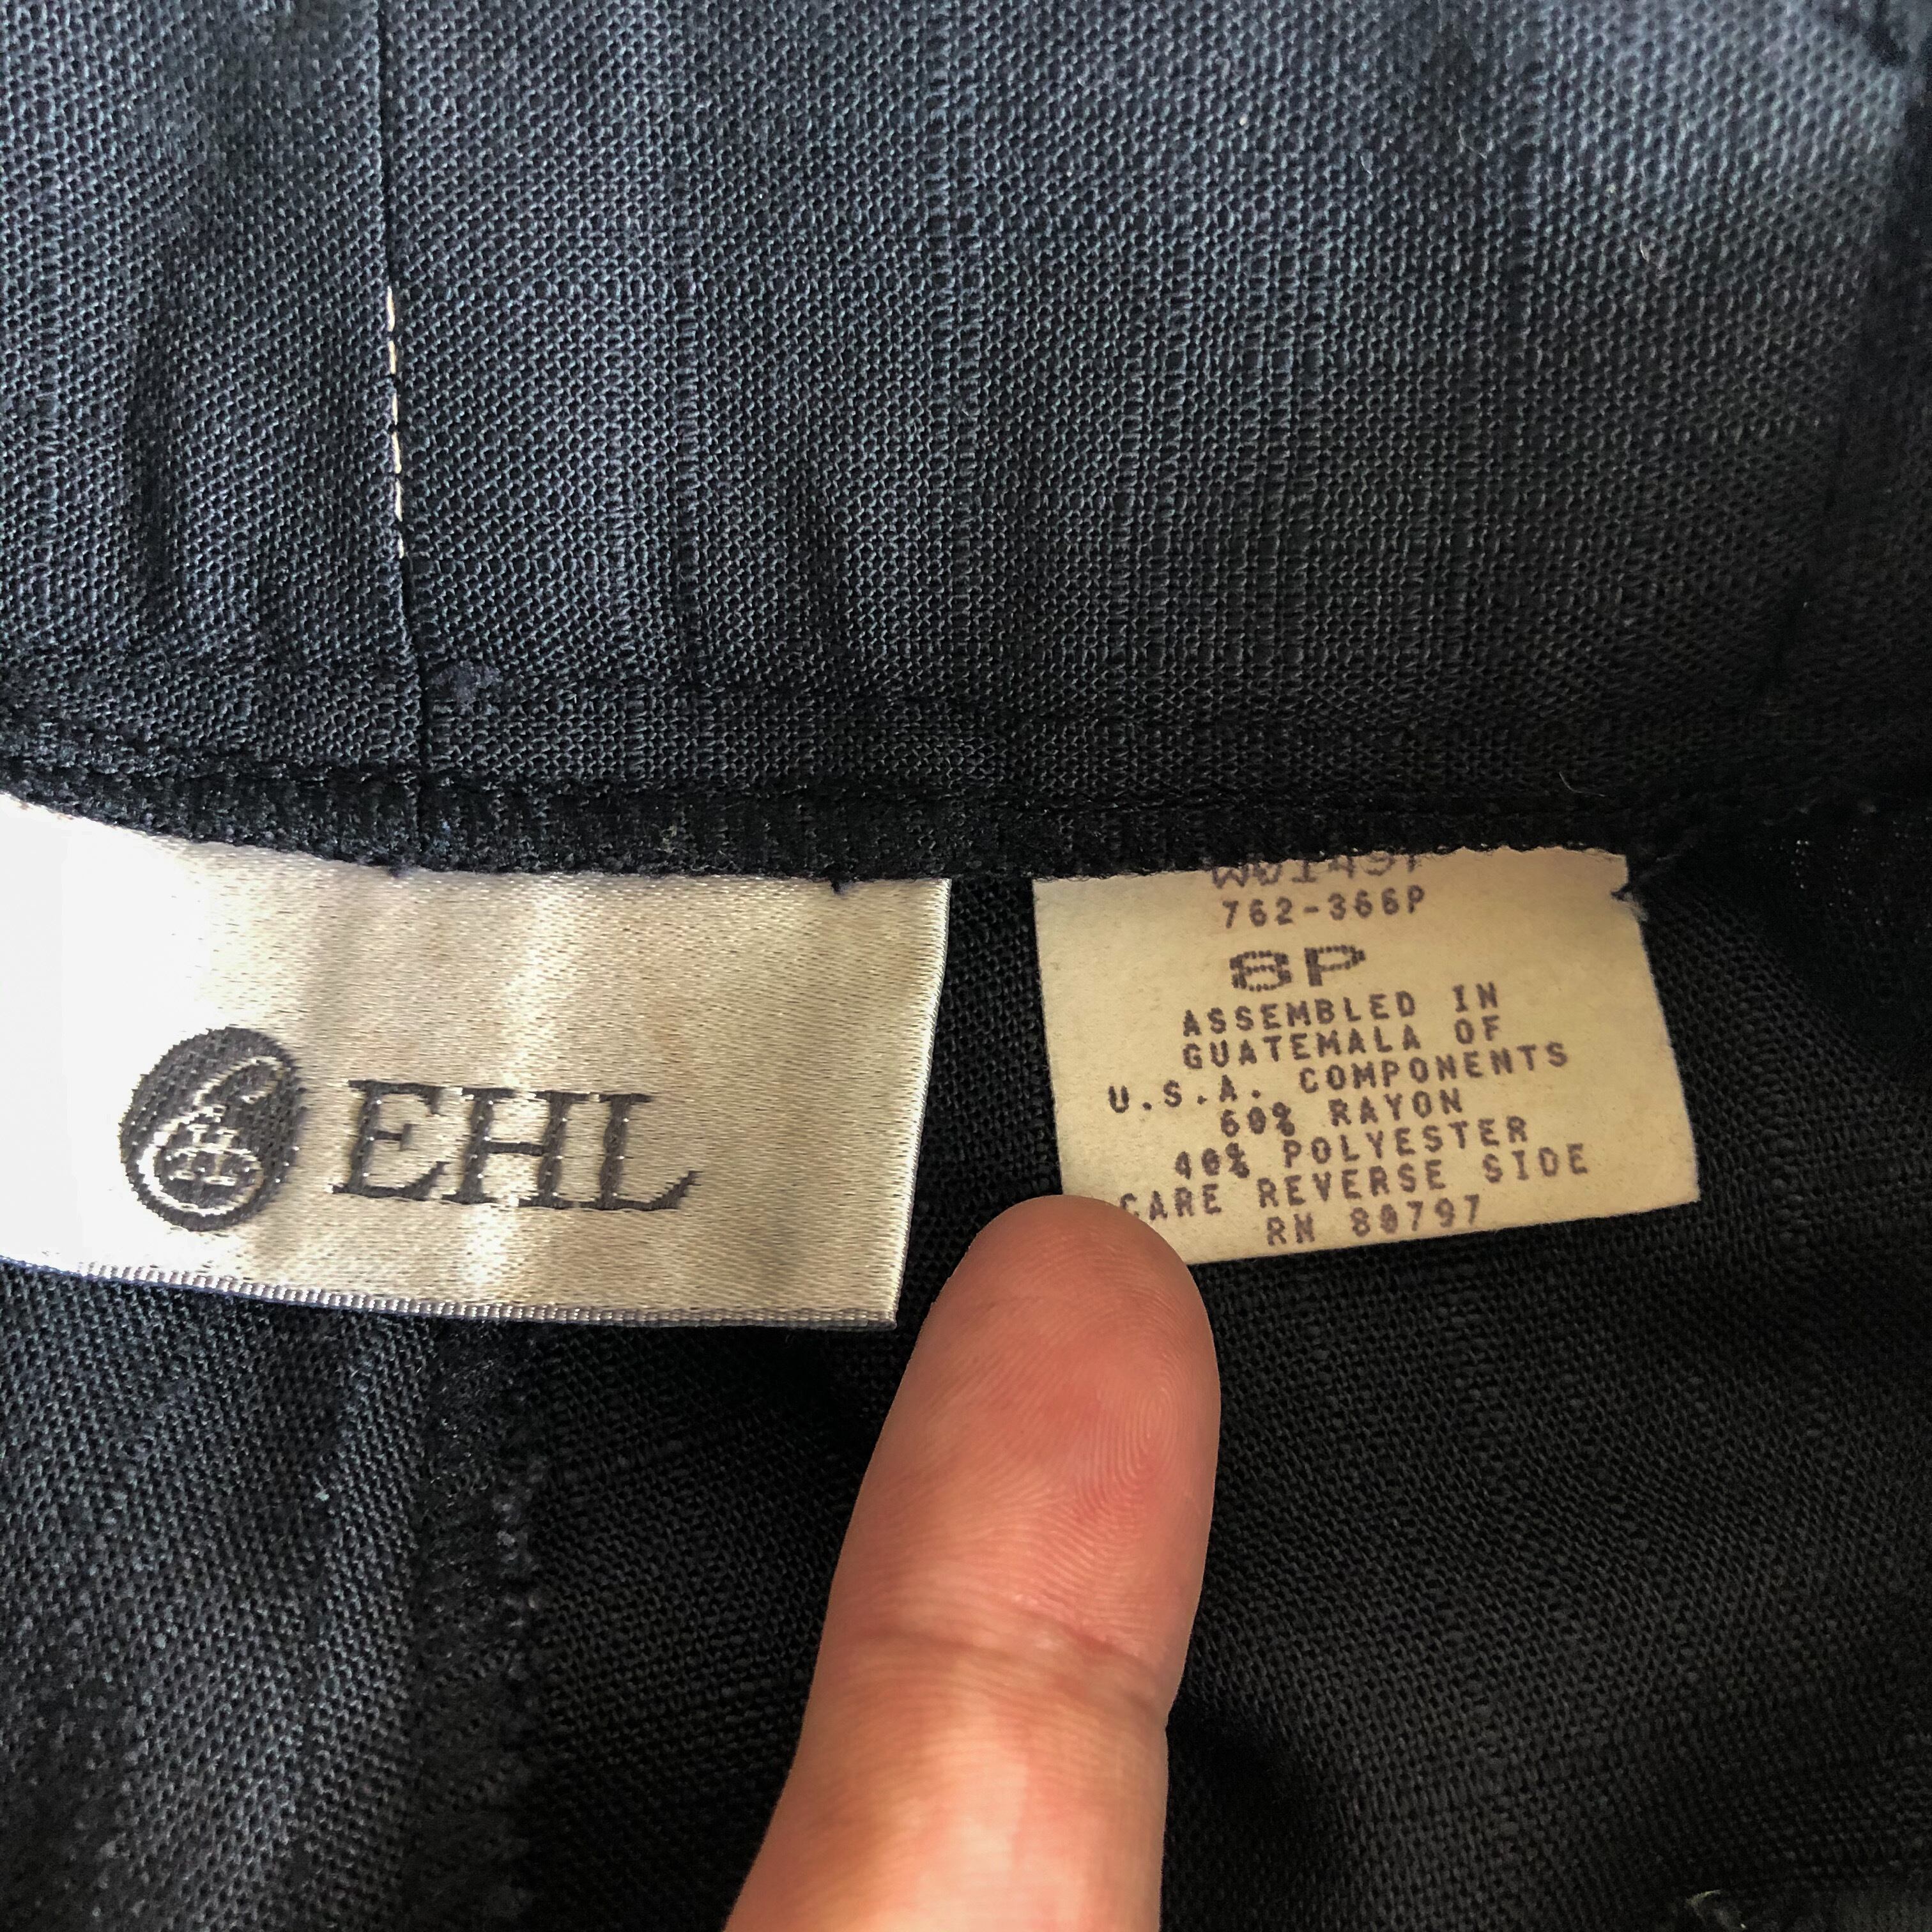 EHL
762-366P
8P
ASSEMBLED IN
GUATEMALA OF
U.S.A. COMPONENTS
60% RAYON
40% POLYESTER
CARE REVERSE SIDE
RN 80797